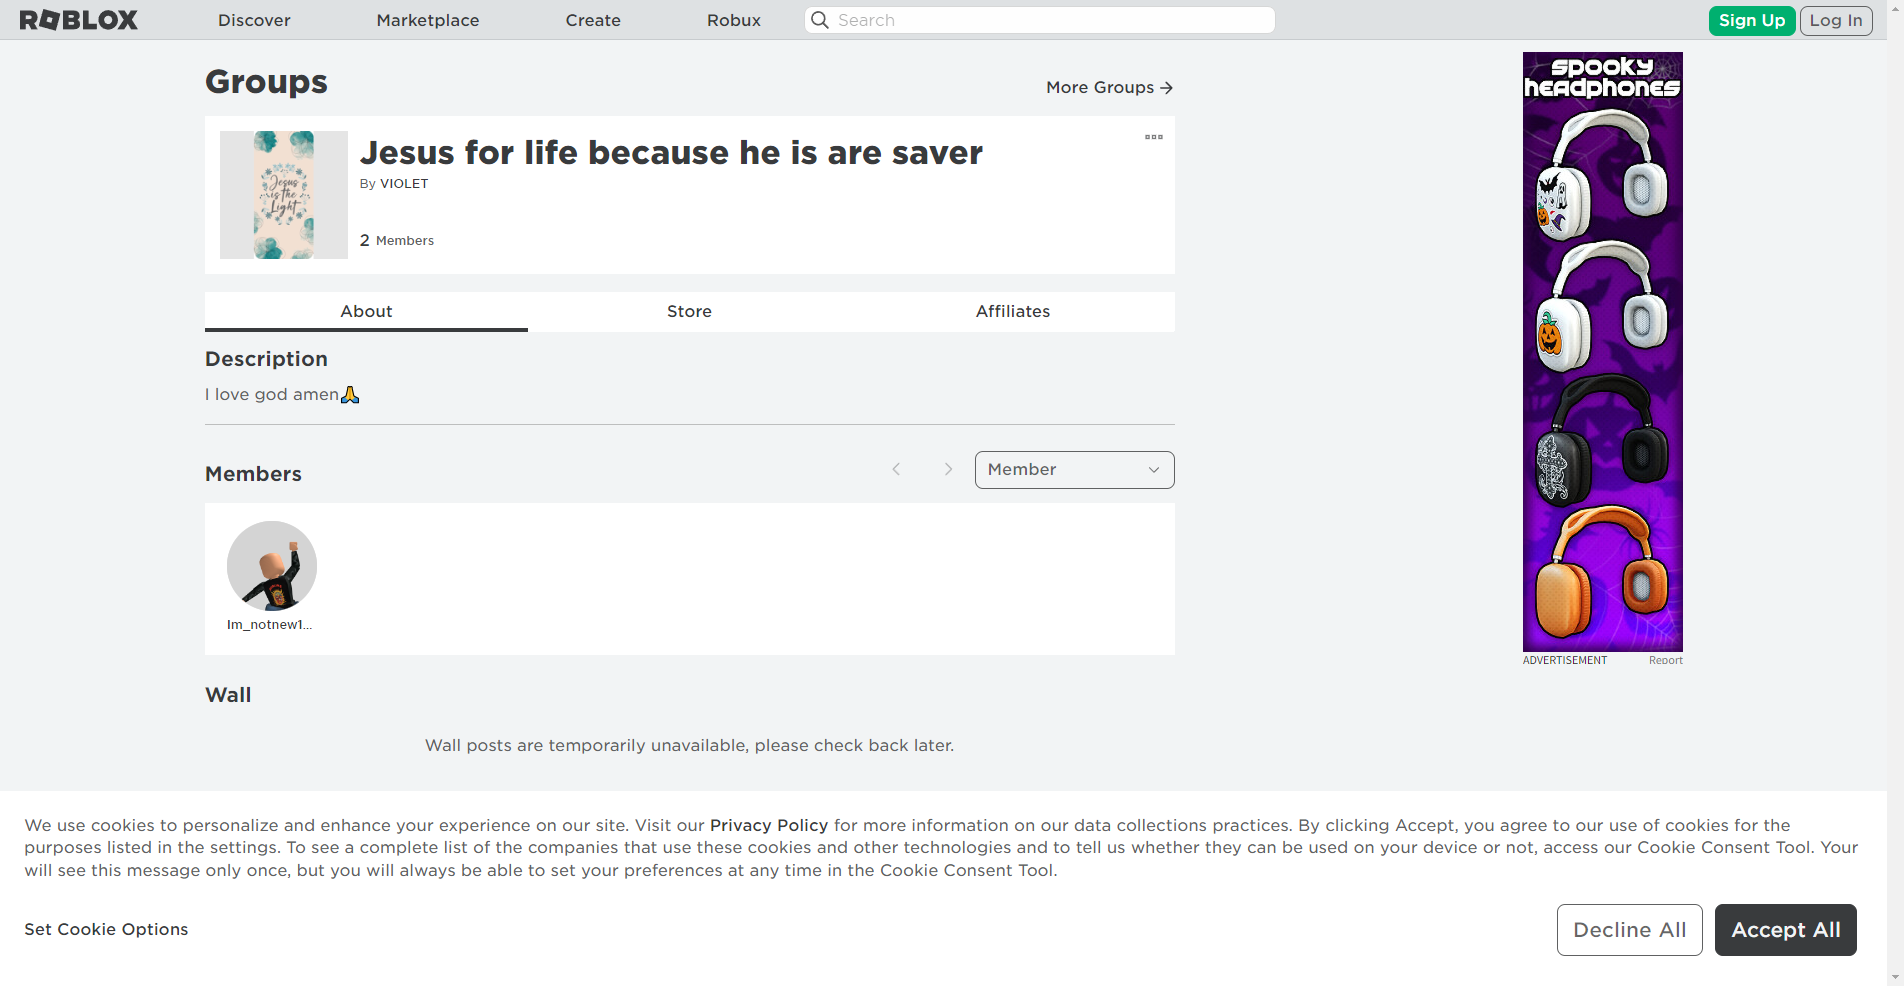 ROBLOX
Discover
Marketplace
Create
Robux
Search
Sign Up
Log In
Groups
More Groups →
Jesus is the Light
Jesus for life because he is are saver
By VIOLET
2 Members
About
Store
Affiliates
Description
I love god amen🙏
Members
Member
Im_notnew1...
Wall
Wall posts are temporarily unavailable, please check back later.
SPOOKY
HEADPHONES
ADVERTISEMENT
Report
We use cookies to personalize and enhance your experience on our site. Visit our Privacy Policy for more information on our data collections practices. By clicking Accept, you agree to our use of cookies for the
purposes listed in the settings. To see a complete list of the companies that use these cookies and other technologies and to tell us whether they can be used on your device or not, access our Cookie Consent Tool. Your
will see this message only once, but you will always be able to set your preferences at any time in the Cookie Consent Tool.
Set Cookie Options
Decline All
Accept All